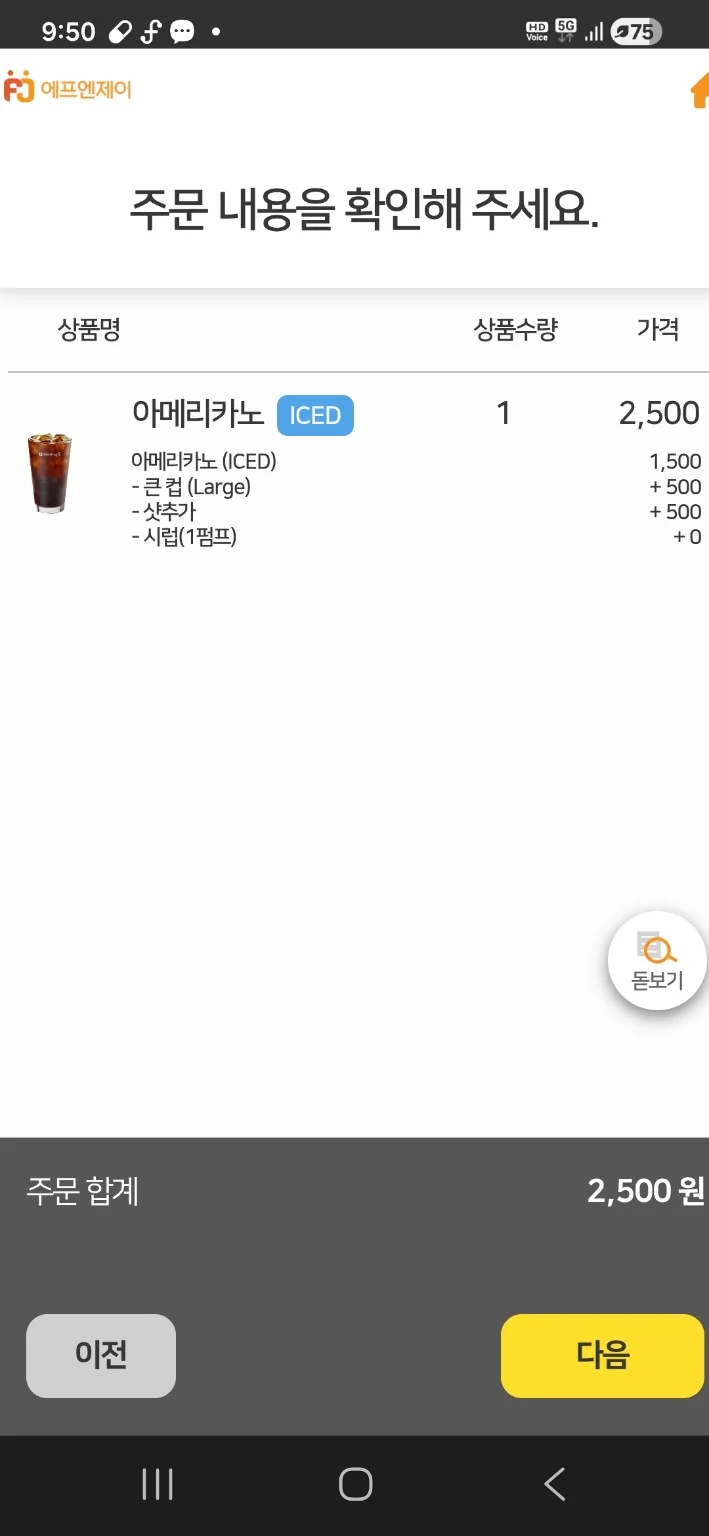 9:50
HD Voice 5G 75
에프엔제이
주문 내용을 확인해 주세요.
상품명 상품수량 가격
아메리카노 ICED 1 2,500
아메리카노 (ICED) 1,500
- 큰 컵 (Large) + 500
- 샷추가 + 500
- 시럽(1펌프) + 0
돋보기
주문 합계 2,500 원
이전 다음